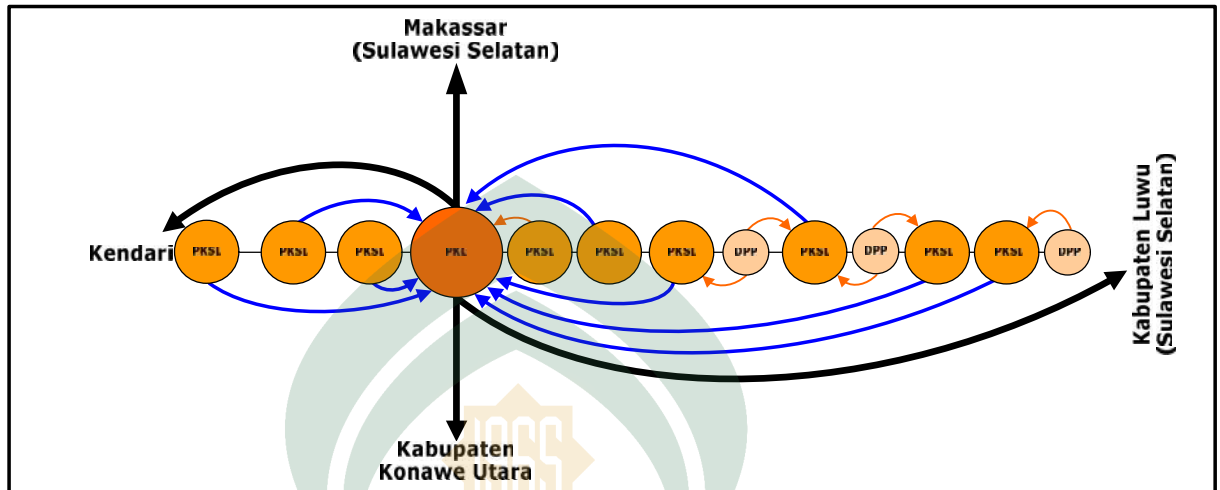 Makassar
(Sulawesi Selatan)
Kendari
PKSL
PKSL
PKSL
PKL
PKSL
PKSL
PKSL
DPP
PKSL
DPP
PKSL
PKSL
DPP
Kabupaten Luwu
(Sulawesi Selatan)
Kabupaten
Konawe Utara